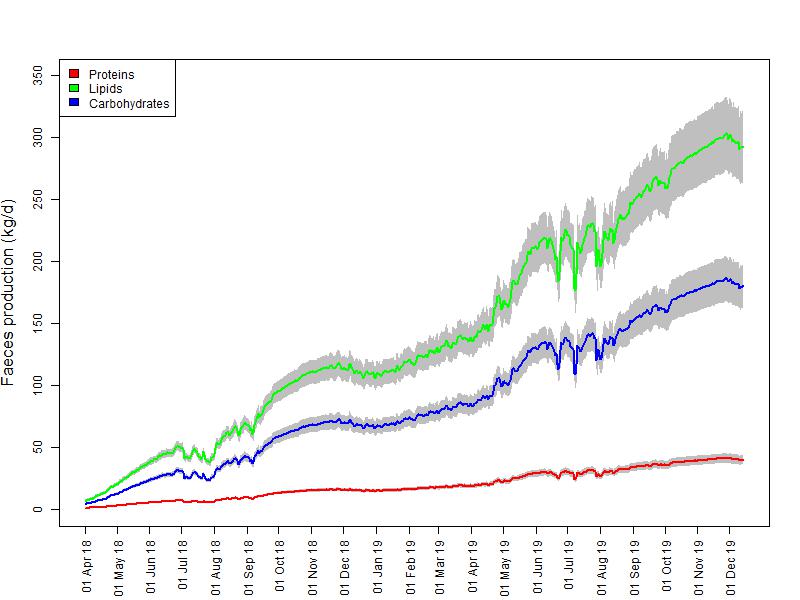 Proteins
Lipids
Carbohydrates
Faeces production (kg/d)
350
300
250
200
150
100
50
0
01 Apr 18
01 May 18
01 Jun 18
01 Jul 18
01 Aug 18
01 Sep 18
01 Oct 18
01 Nov 18
01 Dec 18
01 Jan 19
01 Feb 19
01 Mar 19
01 Apr 19
01 May 19
01 Jun 19
01 Jul 19
01 Aug 19
01 Sep 19
01 Oct 19
01 Nov 19
01 Dec 19